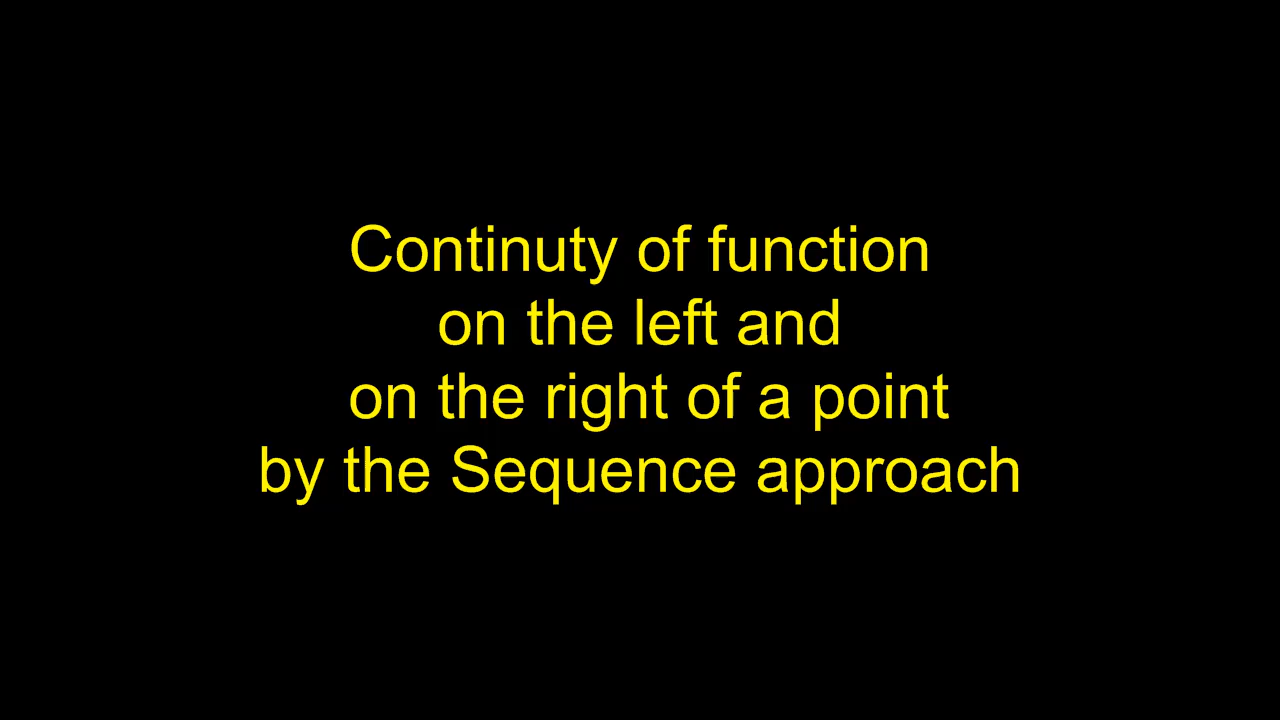 Continuty of function
on the left and
on the right of a point
by the Sequence approach